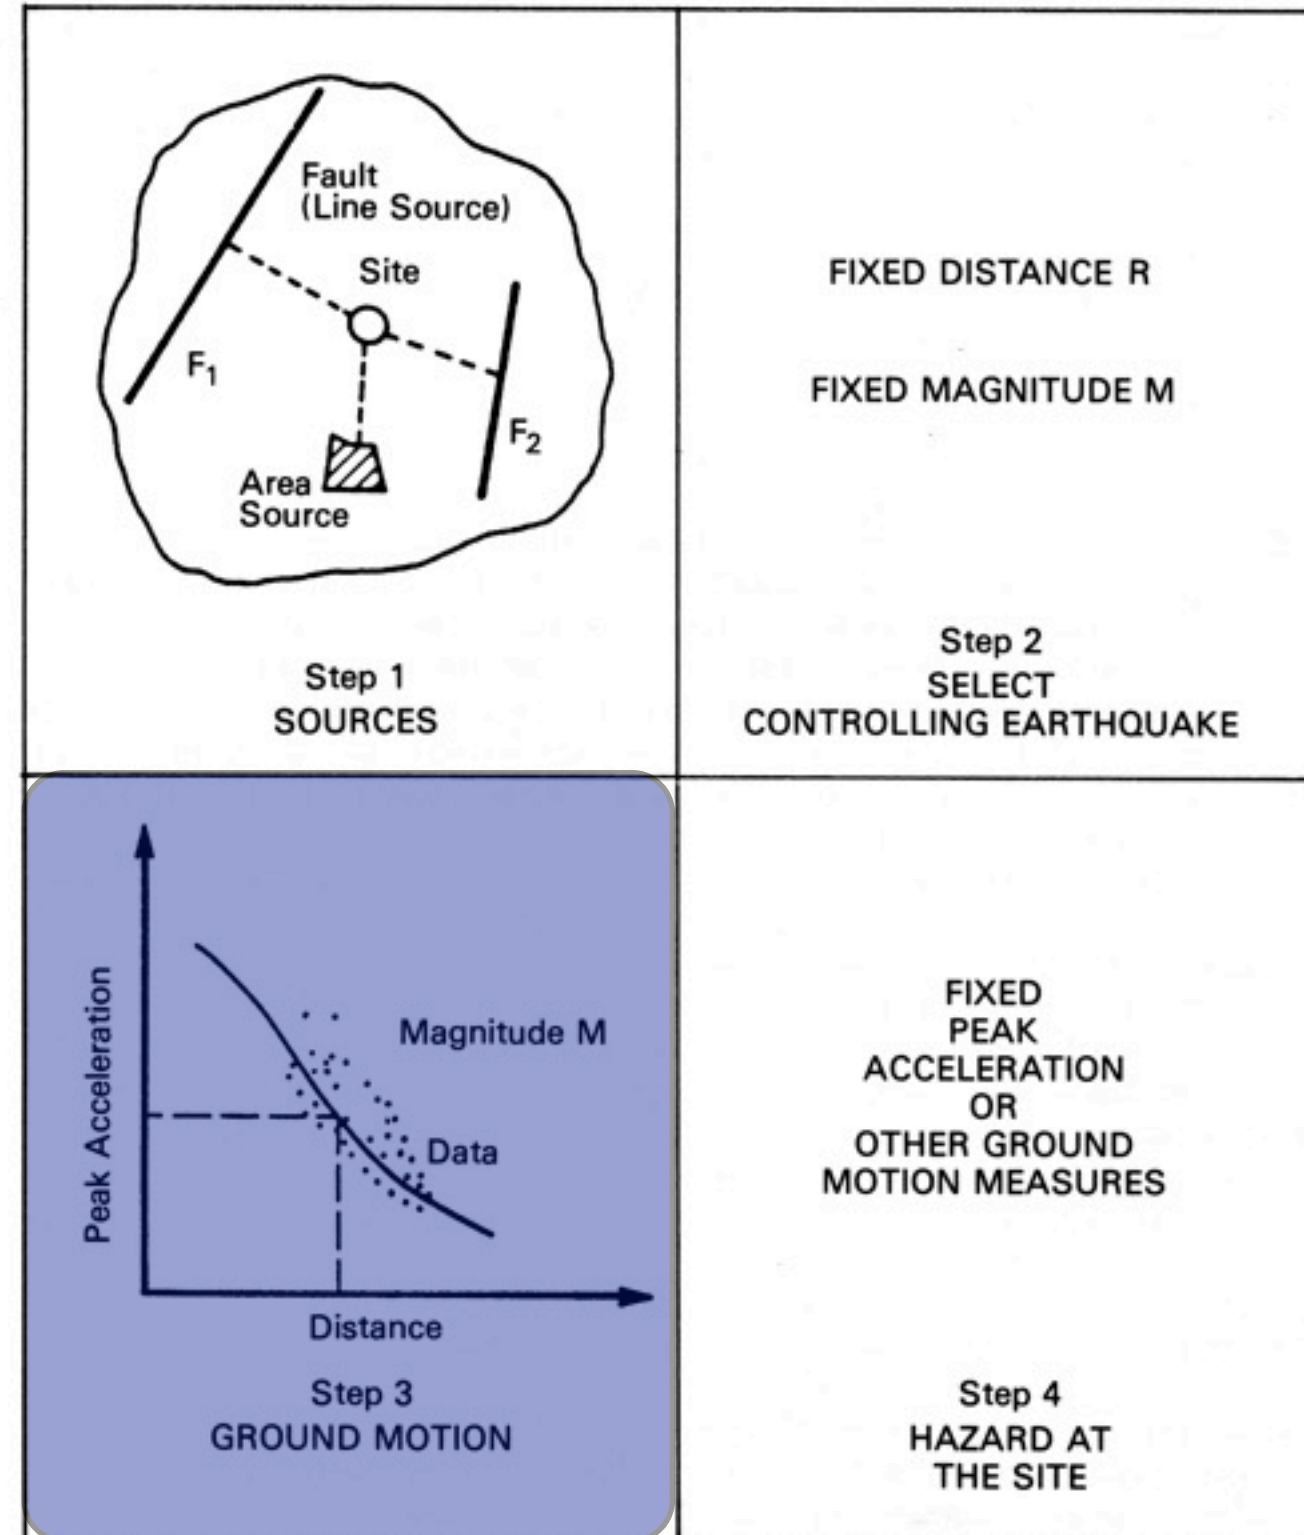 Fault
(Line Source)
Site
F1
F2
Area
Source
Step 1
SOURCES
FIXED DISTANCE R
FIXED MAGNITUDE M
Step 2
SELECT
CONTROLLING EARTHQUAKE
Peak Acceleration
Magnitude M
Data
Distance
Step 3
GROUND MOTION
FIXED
PEAK
ACCELERATION
OR
OTHER GROUND
MOTION MEASURES
Step 4
HAZARD AT
THE SITE